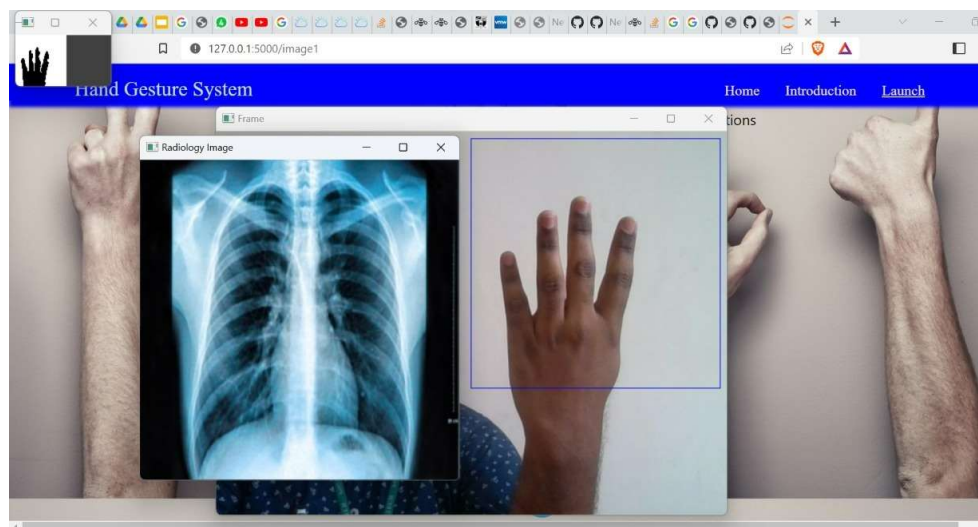 127.0.0.1:5000/image1
Hand Gesture System
Home Introduction Launch
Frame
tions
Radiology Image